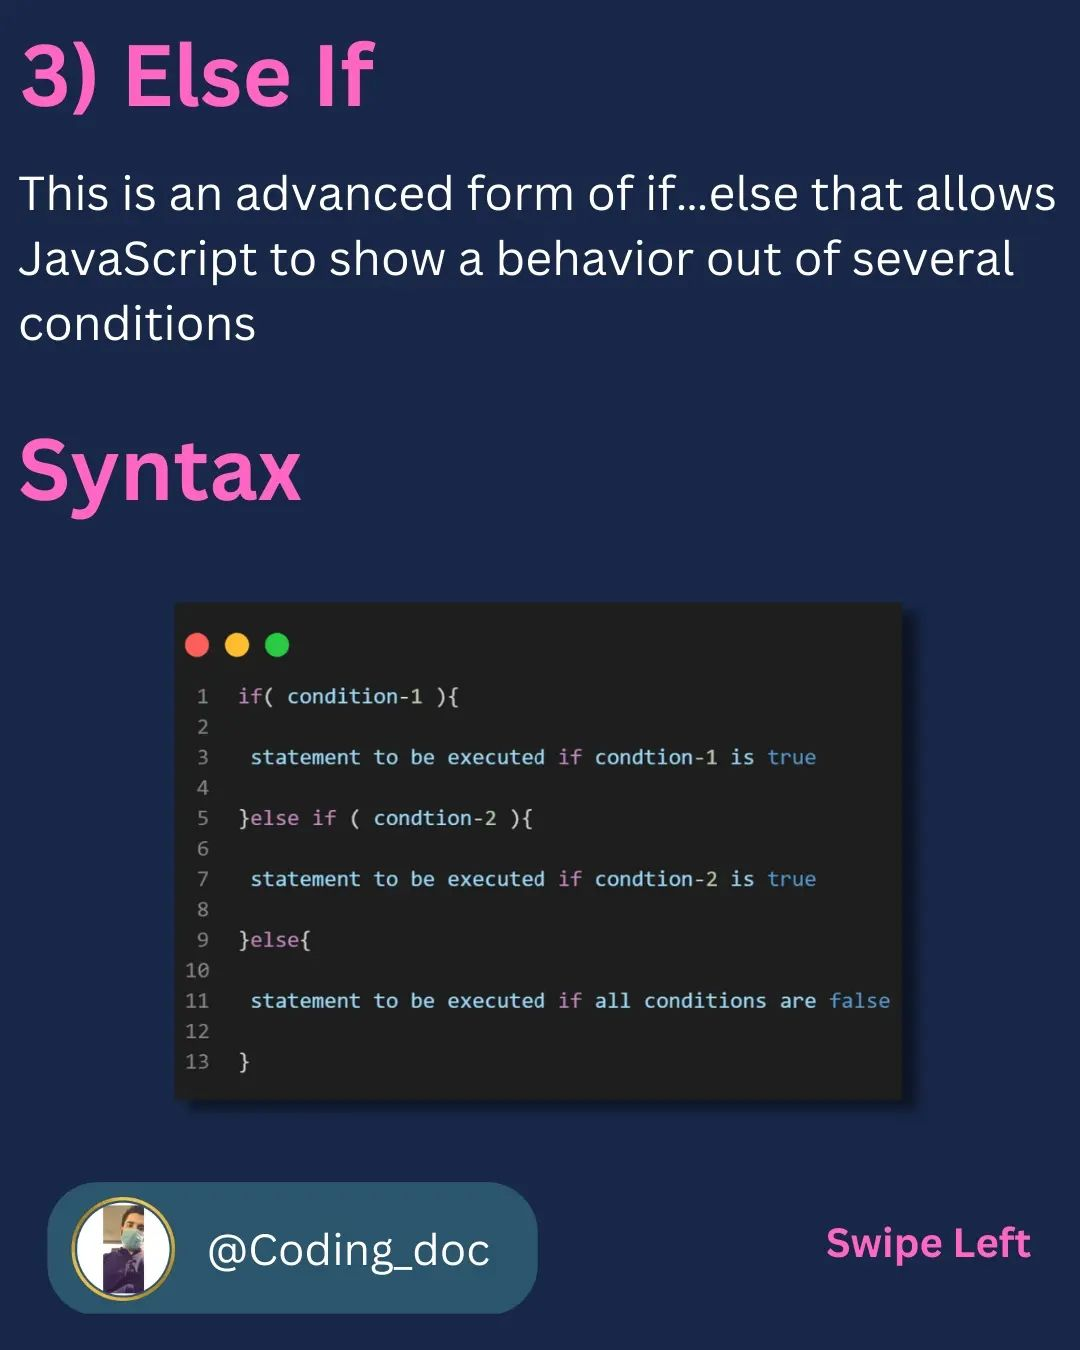 3) Else If
This is an advanced form of if...else that allows
JavaScript to show a behavior out of several
conditions
Syntax
1 if( condition-1 ){
2
3 statement to be executed if condtion-1 is true
4
5 }else if ( condtion-2 ){
6
7 statement to be executed if condtion-2 is true
8
9 }else{
10
11 statement to be executed if all conditions are false
12
13 }
@Coding_doc
Swipe Left